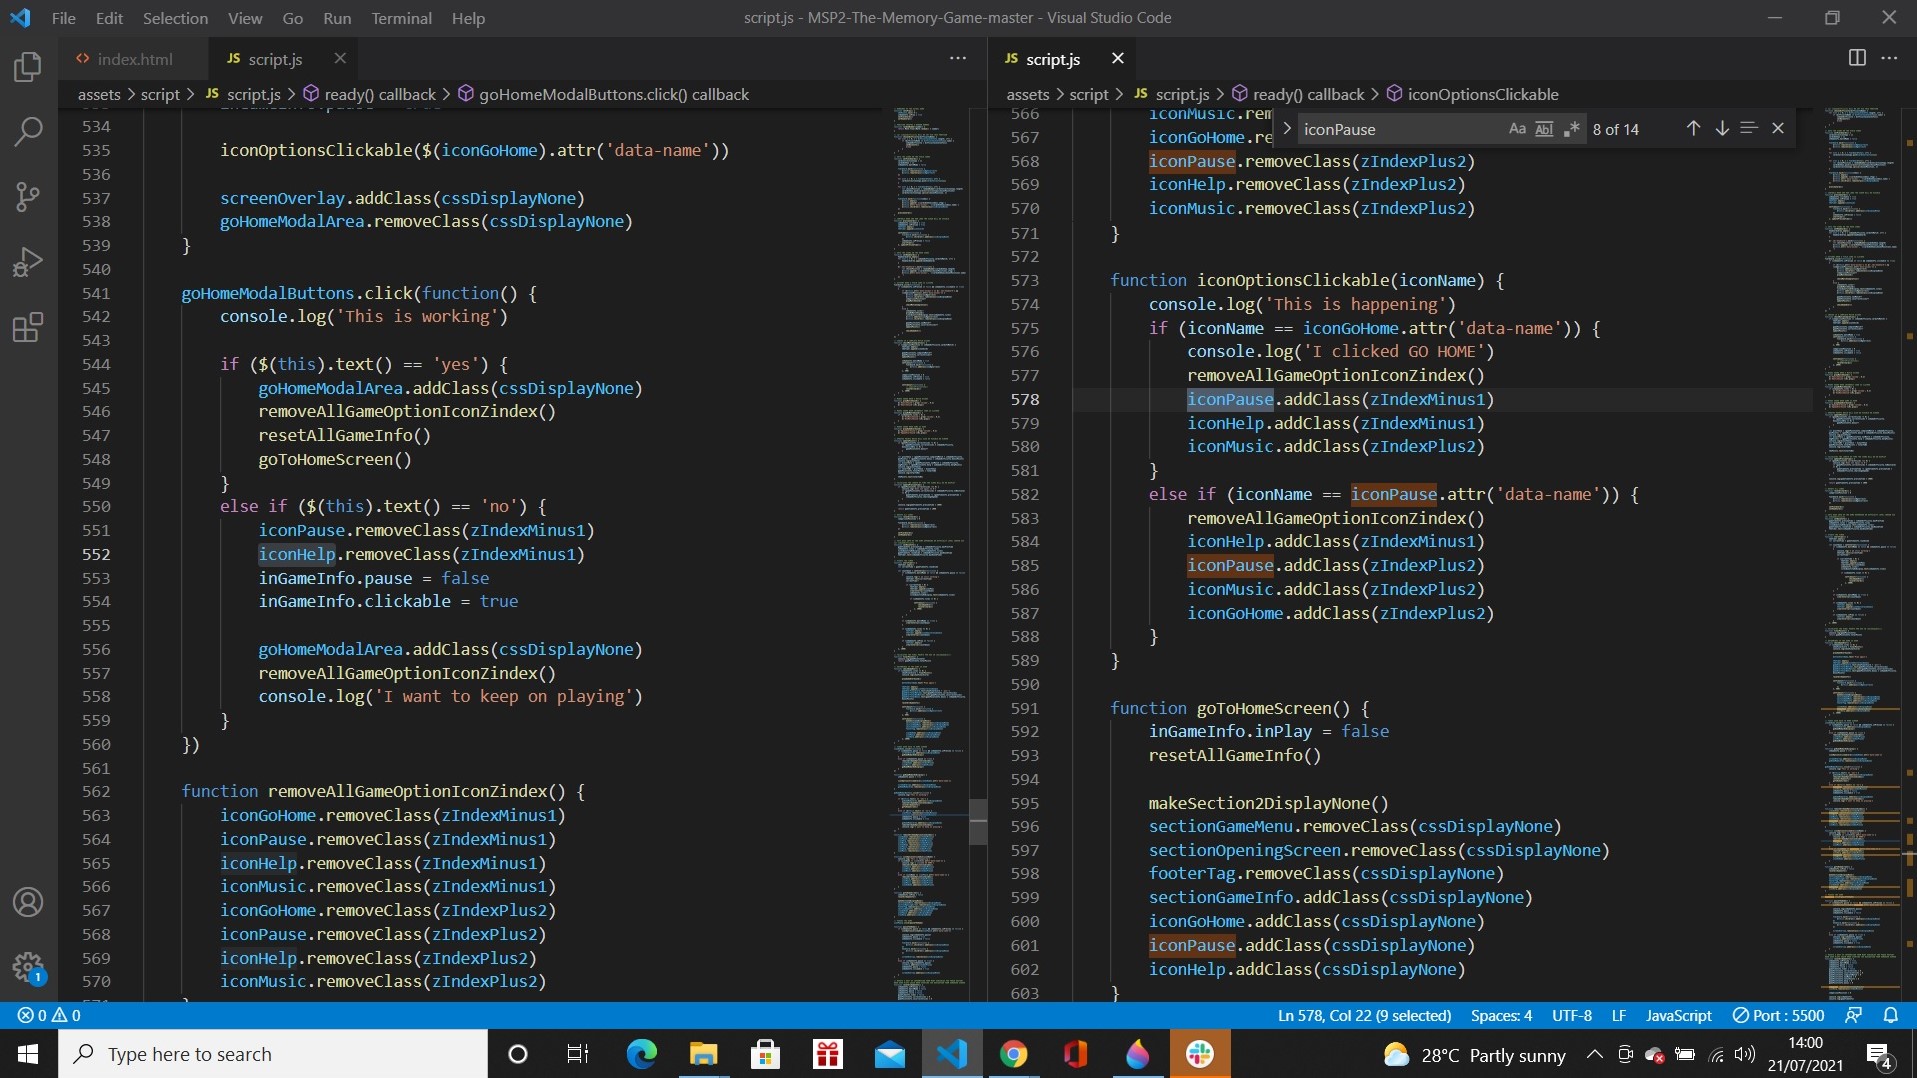 File Edit Selection View Go Run Terminal Help
script.js - MSP2-The-Memory-Game-master - Visual Studio Code
index.html
JS script.js
assets > script > JS script.js > ready() callback > goHomeModalButtons.click() callback
534
535 iconOptionsClickable($(iconGoHome).attr('data-name'))
536
537 screenOverlay.addClass(cssDisplayNone)
538 goHomeModalArea.removeClass(cssDisplayNone)
539 }
540
541 goHomeModalButtons.click(function() {
542 console.log('This is working')
543
544 if ($(this).text() == 'yes') {
545 goHomeModalArea.addClass(cssDisplayNone)
546 removeAllGameOptionIconZindex()
547 resetAllGameInfo()
548 goToHomeScreen()
549 }
550 else if ($(this).text() == 'no') {
551 iconPause.removeClass(zIndexMinus1)
552 iconHelp.removeClass(zIndexMinus1)
553 inGameInfo.pause = false
554 inGameInfo.clickable = true
555
556 goHomeModalArea.addClass(cssDisplayNone)
557 removeAllGameOptionIconZindex()
558 console.log('I want to keep on playing')
559 }
560 })
561
562 function removeAllGameOptionIconZindex() {
563 iconGoHome.removeClass(zIndexMinus1)
564 iconPause.removeClass(zIndexMinus1)
565 iconHelp.removeClass(zIndexMinus1)
566 iconMusic.removeClass(zIndexMinus1)
567 iconGoHome.removeClass(zIndexPlus2)
568 iconPause.removeClass(zIndexPlus2)
569 iconHelp.removeClass(zIndexPlus2)
570 iconMusic.removeClass(zIndexPlus2)
JS script.js
assets > script > JS script.js > ready() callback > iconOptionsClickable
iconPause Aa Abl .* 8 of 14
566 iconMusic.rem
567 iconGoHome.re
568 iconPause.removeClass(zIndexPlus2)
569 iconHelp.removeClass(zIndexPlus2)
570 iconMusic.removeClass(zIndexPlus2)
571 }
572
573 function iconOptionsClickable(iconName) {
574 console.log('This is happening')
575 if (iconName == iconGoHome.attr('data-name')) {
576 console.log('I clicked GO HOME')
577 removeAllGameOptionIconZindex()
578 iconPause.addClass(zIndexMinus1)
579 iconHelp.addClass(zIndexMinus1)
580 iconMusic.addClass(zIndexPlus2)
581 }
582 else if (iconName == iconPause.attr('data-name')) {
583 removeAllGameOptionIconZindex()
584 iconHelp.addClass(zIndexMinus1)
585 iconPause.addClass(zIndexPlus2)
586 iconMusic.addClass(zIndexPlus2)
587 iconGoHome.addClass(zIndexPlus2)
588 }
589 }
590
591 function goToHomeScreen() {
592 inGameInfo.inPlay = false
593 resetAllGameInfo()
594
595 makeSection2DisplayNone()
596 sectionGameMenu.removeClass(cssDisplayNone)
597 sectionOpeningScreen.removeClass(cssDisplayNone)
598 footerTag.removeClass(cssDisplayNone)
599 sectionGameInfo.addClass(cssDisplayNone)
600 iconGoHome.addClass(cssDisplayNone)
601 iconPause.addClass(cssDisplayNone)
602 iconHelp.addClass(cssDisplayNone)
603 }
1
0 0
Ln 578, Col 22 (9 selected) Spaces: 4 UTF-8 LF JavaScript Port : 5500
Type here to search
28°C Partly sunny
14:00
21/07/2021
4